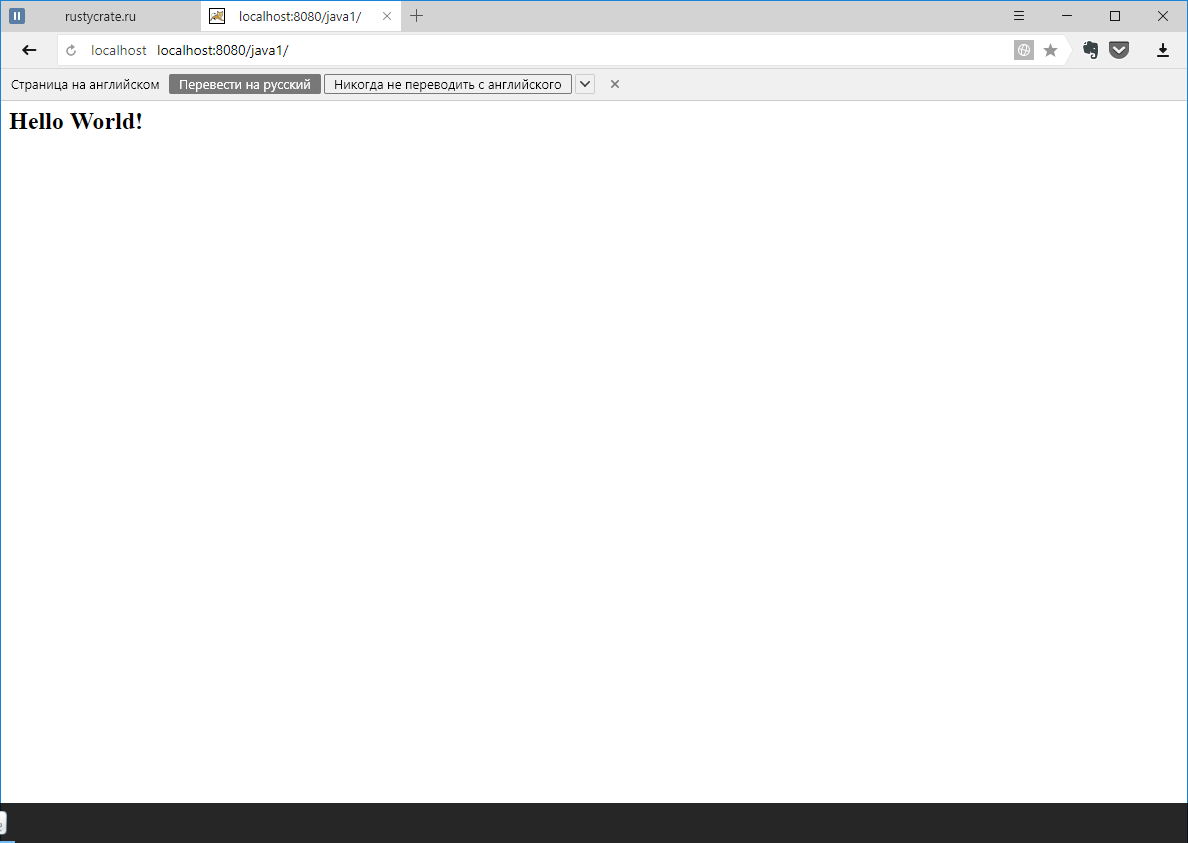 rustycrate.ru
localhost:8080/java1/
localhost localhost:8080/java1/
Страница на английском Перевести на русский Никогда не переводить с английского
Hello World!